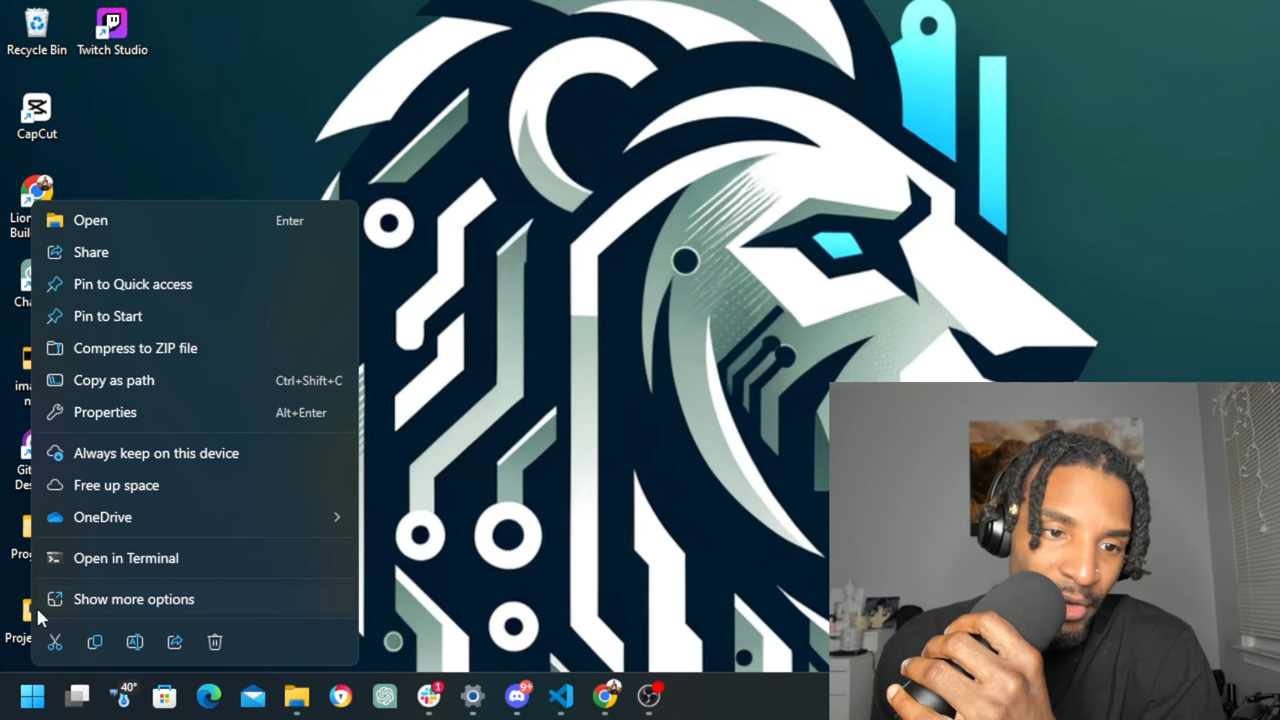 Recycle Bin
Twitch Studio
CapCut
Open Enter
Share
Pin to Quick access
Pin to Start
Compress to ZIP file
Copy as path Ctrl+Shift+C
Properties Alt+Enter
Always keep on this device
Free up space
OneDrive
Open in Terminal
Show more options
40°
1
9+